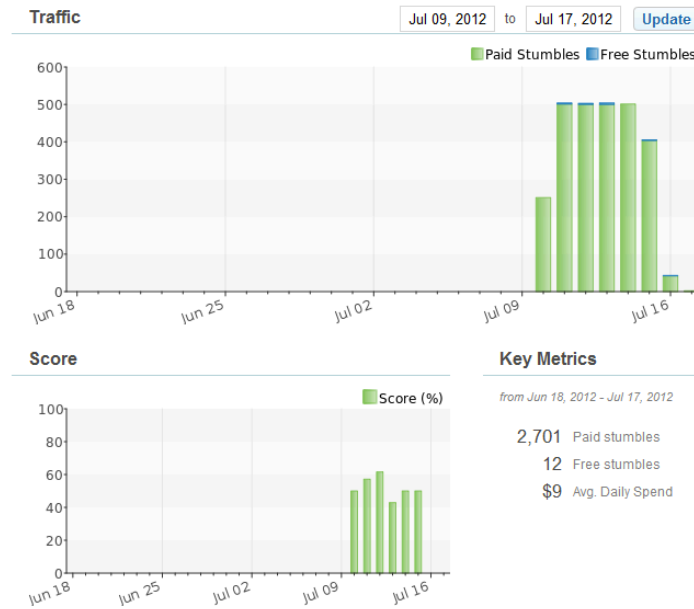 Traffic
Jul 09, 2012 to Jul 17, 2012 Update
Paid Stumbles Free Stumbles
600
500
400
300
200
100
0
Jun 18 Jun 25 Jul 02 Jul 09 Jul 16
Score
Score (%)
100
80
60
40
20
0
Jun 18 Jun 25 Jul 02 Jul 09 Jul 16
Key Metrics
from Jun 18, 2012 - Jul 17, 2012
2,701 Paid stumbles
12 Free stumbles
$9 Avg. Daily Spend